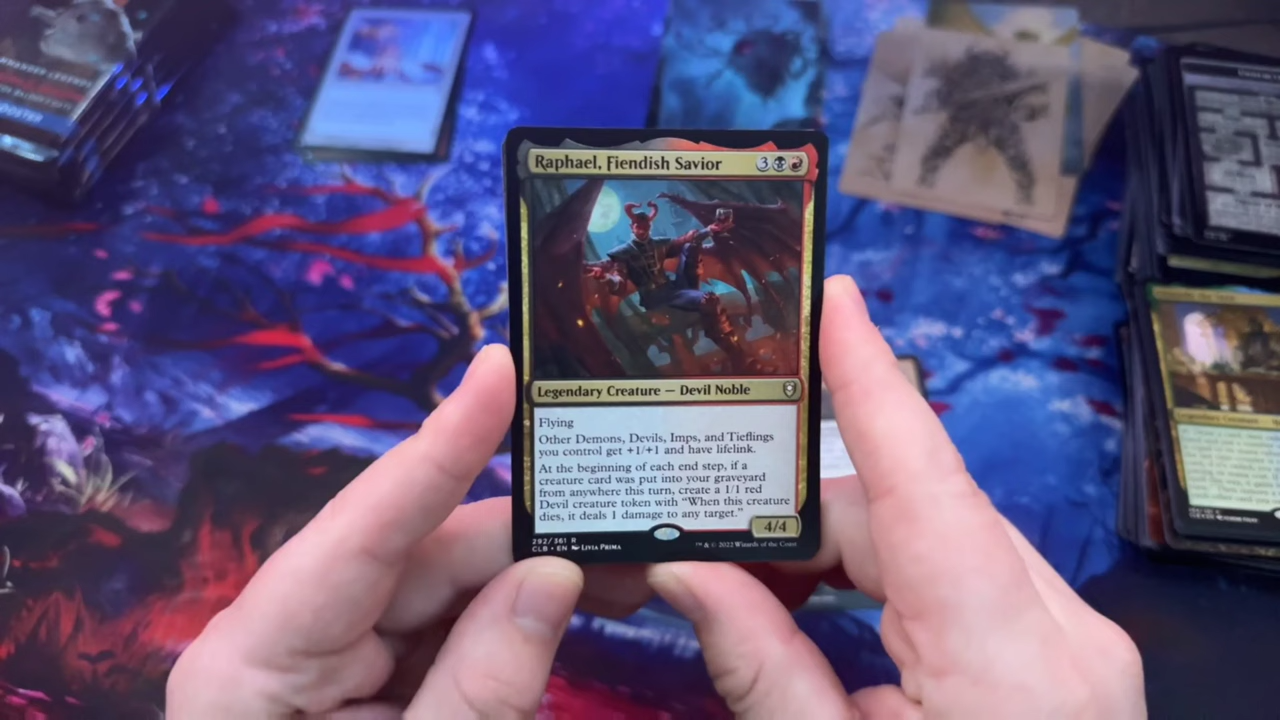 Raphael, Fiendish Savior 3
Legendary Creature — Devil Noble
Flying
Other Demons, Devils, Imps, and Tieflings
you control get +1/+1 and have lifelink.
At the beginning of each end step, if a
creature card was put into your graveyard
from anywhere this turn, create a 1/1 red
Devil creature token with “When this creature
dies, it deals 1 damage to any target.”
4/4
292/361 R
CLB • EN LIVIA PRIMA
™ & © 2022 Wizards of the Coast
BOOSTER